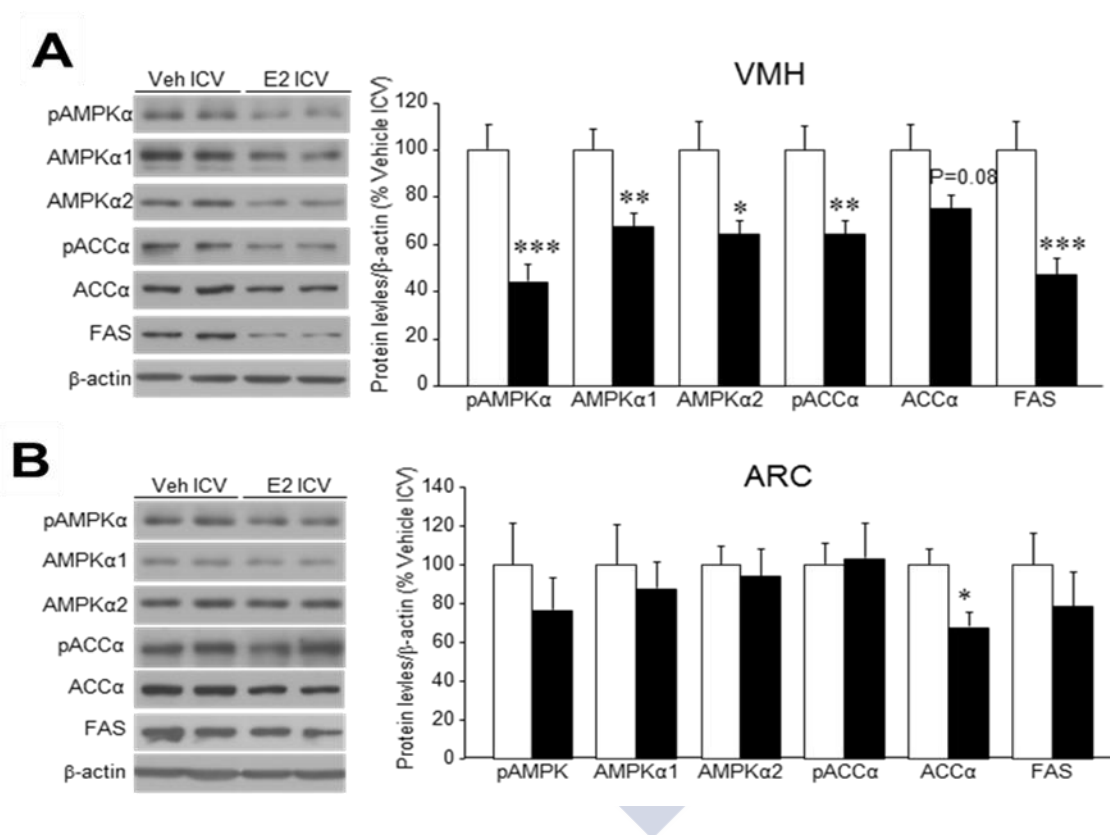 A
Veh ICV E2 ICV
pAMPKα
AMPKα1
AMPKα2
pACCα
ACCα
FAS
β-actin
VMH
Protein levles/β-actin (% Vehicle ICV)
120
100
80
60
40
20
0
***
**
*
**
P=0.08
***
pAMPKα AMPKα1 AMPKα2 pACCα ACCα FAS
B
Veh ICV E2 ICV
pAMPKα
AMPKα1
AMPKα2
pACCα
ACCα
FAS
β-actin
ARC
Protein levles/β-actin (% Vehicle ICV)
140
120
100
80
60
40
20
0
*
pAMPK AMPKα1 AMPKα2 pACCα ACCα FAS